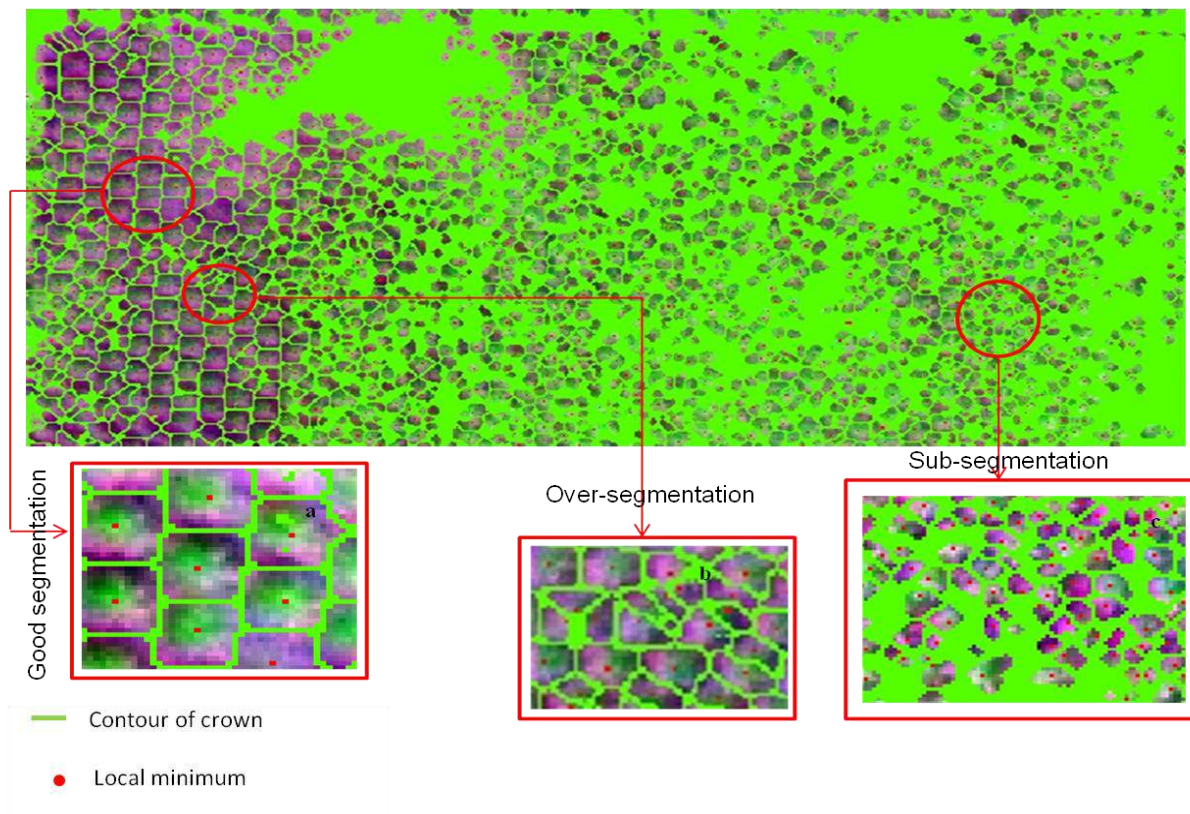 Sub-segmentation
Over-segmentation
Good segmentation
a
b
c
Contour of crown
Local minimum